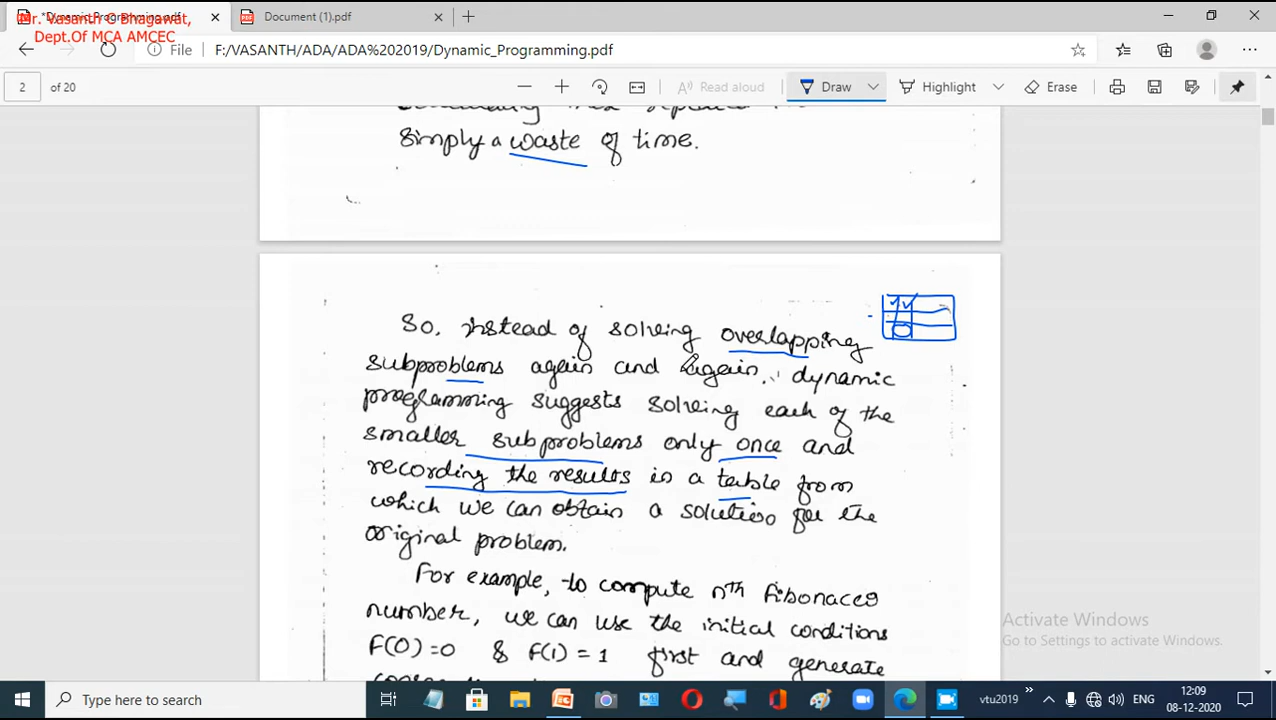 *Dynamic_Programming.pdf
Document (1).pdf
Dr. Vasanth C Bhagawat,
Dept.Of MCA AMCEC
File
F:/VASANTH/ADA/ADA%202019/Dynamic_Programming.pdf
2 of 20
Read aloud
Draw
Highlight
Erase
simply a waste of time.
So, instead of solving overlapping
subproblems again and again, dynamic
programming suggests solving each of the
smaller subproblems only once and
recording the results in a table from
which we can obtain a solution for the
original problem.
For example, to compute nth Fibonacci
number, we can use the initial conditions
F(0)=0 & F(1)=1 first and generate
Activate Windows
Go to Settings to activate Windows.
Type here to search
vtu2019
ENG
12:09
08-12-2020